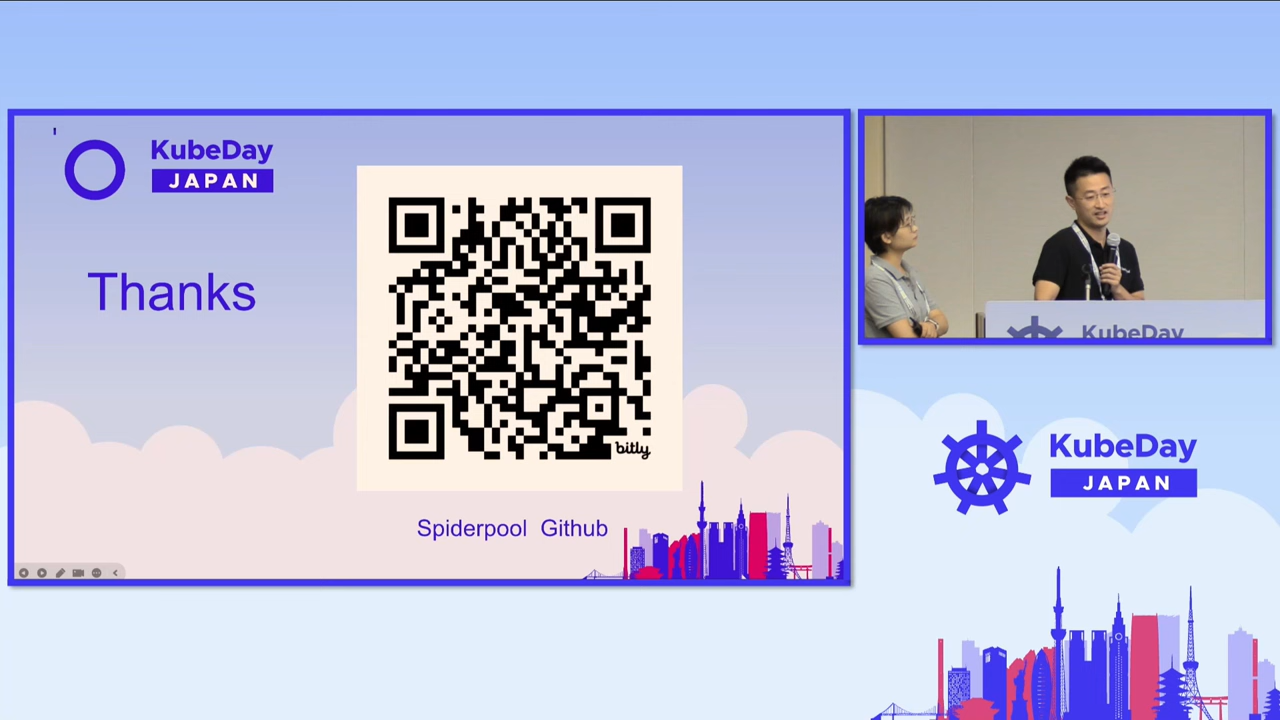 KubeDay
JAPAN
Thanks
bitly
Spiderpool Github
KubeDay
KubeDay
JAPAN